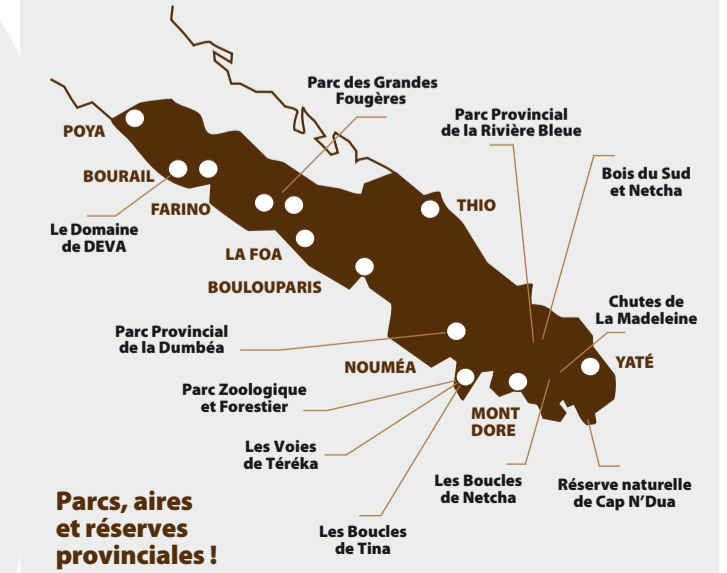 Parc des Grandes
Fougères
Parc Provincial
de la Rivière Bleue
POYA
Bois du Sud
et Netcha
BOURAIL
FARINO
THIO
Le Domaine
de DEVA
LA FOA
BOULOUPARIS
Chutes de
La Madeleine
Parc Provincial
de la Dumbéa
NOUMÉA
YATÉ
Parc Zoologique
et Forestier
MONT
DORE
Les Voies
de Téréka
Les Boucles
de Netcha
Réserve naturelle
de Cap N'Dua
Les Boucles
de Tina
Parcs, aires
et réserves
provinciales !